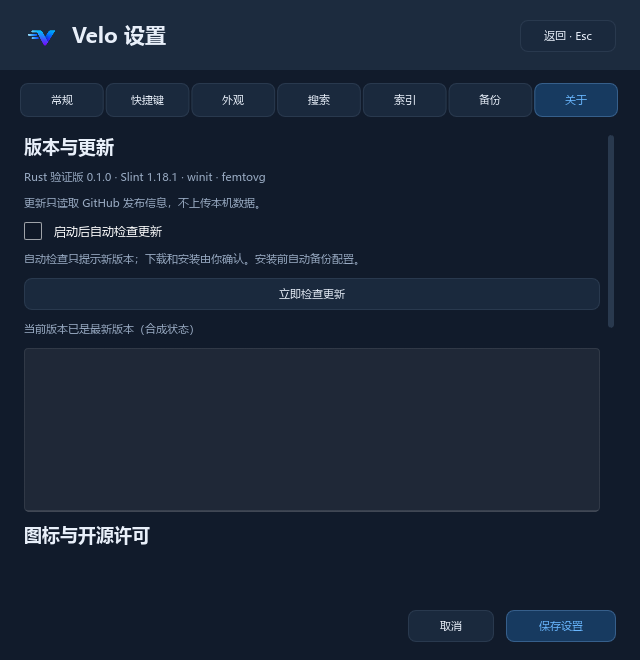 Velo 设置
返回 · Esc
常规
快捷键
外观
搜索
索引
备份
关于
版本与更新
Rust 验证版 0.1.0 · Slint 1.18.1 · winit · femtovg
更新只读取 GitHub 发布信息，不上传本机数据。
启动后自动检查更新
自动检查只提示新版本；下载和安装由你确认。安装前自动备份配置。
立即检查更新
当前版本已是最新版本（合成状态）
图标与开源许可
取消
保存设置